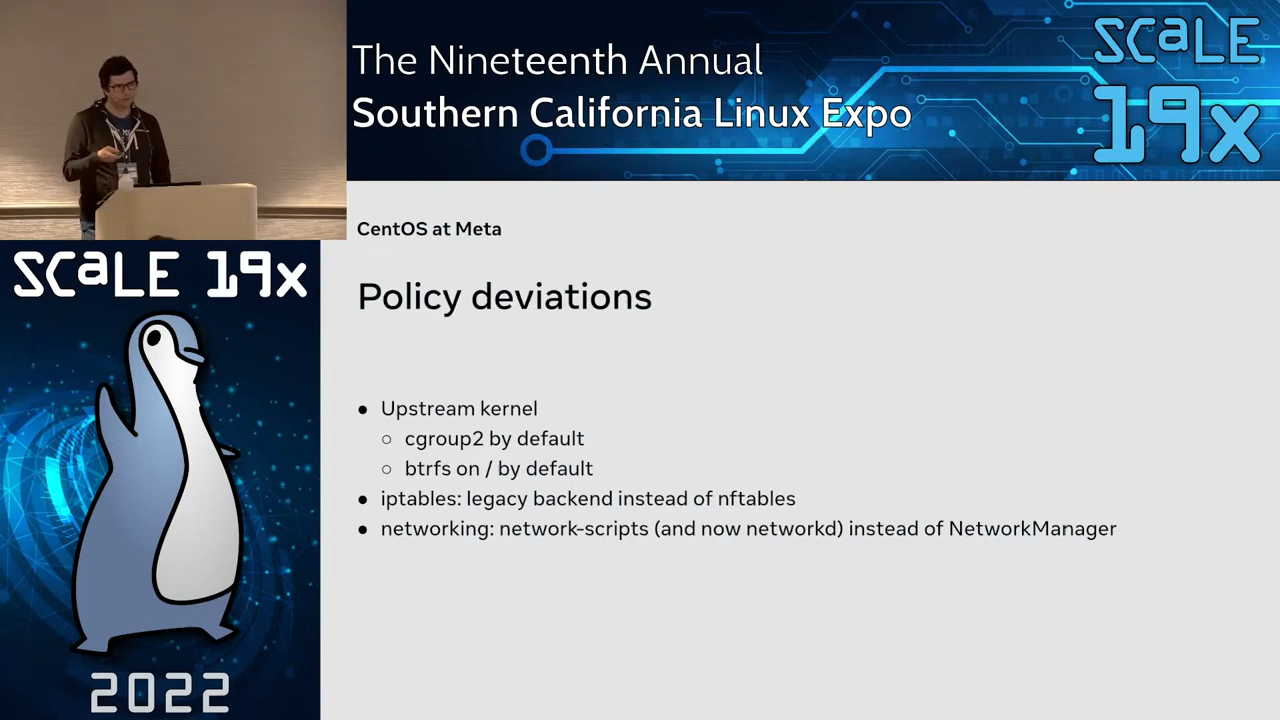 The Nineteenth Annual
Southern California Linux Expo
SCaLE
19x
SCaLE 19x
2022
CentOS at Meta
Policy deviations
● Upstream kernel
○ cgroup2 by default
○ btrfs on / by default
● iptables: legacy backend instead of nftables
● networking: network-scripts (and now networkd) instead of NetworkManager